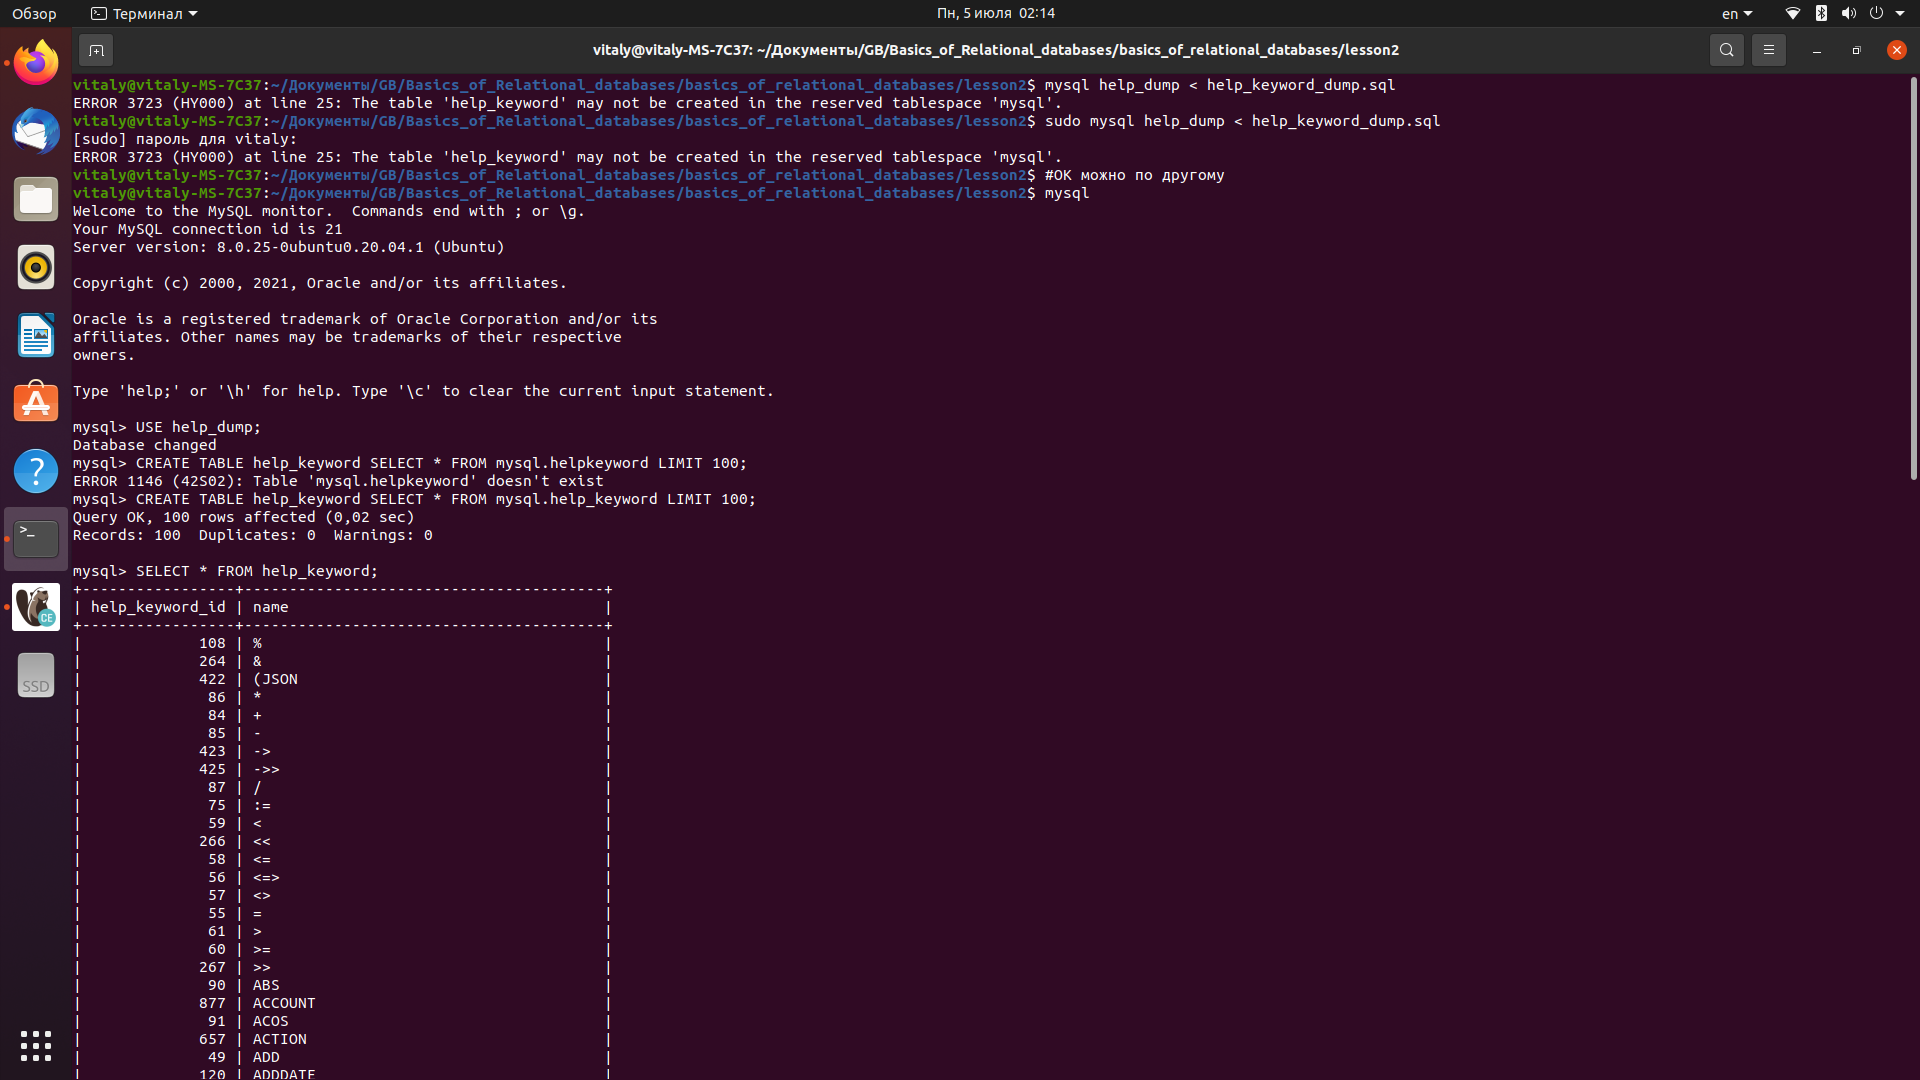 Обзор
Терминал
Пн, 5 июля 02:14
en
vitaly@vitaly-MS-7C37: ~/Документы/GB/Basics_of_Relational_databases/basics_of_relational_databases/lesson2
vitaly@vitaly-MS-7C37:~/Документы/GB/Basics_of_Relational_databases/basics_of_relational_databases/lesson2$ mysql help_dump < help_keyword_dump.sql
ERROR 3723 (HY000) at line 25: The table 'help_keyword' may not be created in the reserved tablespace 'mysql'.
vitaly@vitaly-MS-7C37:~/Документы/GB/Basics_of_Relational_databases/basics_of_relational_databases/lesson2$ sudo mysql help_dump < help_keyword_dump.sql
[sudo] пароль для vitaly:
ERROR 3723 (HY000) at line 25: The table 'help_keyword' may not be created in the reserved tablespace 'mysql'.
vitaly@vitaly-MS-7C37:~/Документы/GB/Basics_of_Relational_databases/basics_of_relational_databases/lesson2$ #OK можно по другому
vitaly@vitaly-MS-7C37:~/Документы/GB/Basics_of_Relational_databases/basics_of_relational_databases/lesson2$ mysql
Welcome to the MySQL monitor.  Commands end with ; or \g.
Your MySQL connection id is 21
Server version: 8.0.25-0ubuntu0.20.04.1 (Ubuntu)
Copyright (c) 2000, 2021, Oracle and/or its affiliates.
Oracle is a registered trademark of Oracle Corporation and/or its
affiliates. Other names may be trademarks of their respective
owners.
Type 'help;' or '\h' for help. Type '\c' to clear the current input statement.
mysql> USE help_dump;
Database changed
mysql> CREATE TABLE help_keyword SELECT * FROM mysql.helpkeyword LIMIT 100;
ERROR 1146 (42S02): Table 'mysql.helpkeyword' doesn't exist
mysql> CREATE TABLE help_keyword SELECT * FROM mysql.help_keyword LIMIT 100;
Query OK, 100 rows affected (0,02 sec)
Records: 100  Duplicates: 0  Warnings: 0
mysql> SELECT * FROM help_keyword;
+-----------------+----------------------------------------+
| help_keyword_id | name                                   |
+-----------------+----------------------------------------+
|             108 | %                                      |
|             264 | &                                      |
|             422 | (JSON                                  |
|              86 | *                                      |
|              84 | +                                      |
|              85 | -                                      |
|             423 | ->                                     |
|             425 | ->>                                    |
|              87 | /                                      |
|              75 | :=                                     |
|              59 | <                                      |
|             266 | <<                                     |
|              58 | <=                                     |
|              56 | <=>                                    |
|              57 | <>                                     |
|              55 | =                                      |
|              61 | >                                      |
|              60 | >=                                     |
|             267 | >>                                     |
|              90 | ABS                                    |
|             877 | ACCOUNT                                |
|              91 | ACOS                                   |
|             657 | ACTION                                 |
|              49 | ADD                                    |
|             120 | ADDDATE                                |
CE
SSD